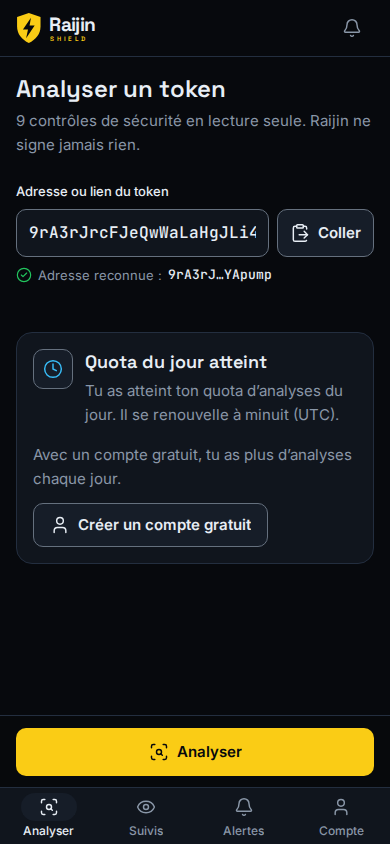 Raijin
SHIELD
Analyser un token
9 contrôles de sécurité en lecture seule. Raijin ne
signe jamais rien.
Adresse ou lien du token
9rA3rJrcFJeQwWaLaHgJLi4
Coller
Adresse reconnue : 9rA3rJ…YApump
Quota du jour atteint
Tu as atteint ton quota d’analyses du
jour. Il se renouvelle à minuit (UTC).
Avec un compte gratuit, tu as plus d’analyses
chaque jour.
Créer un compte gratuit
Analyser
Analyser
Suivis
Alertes
Compte